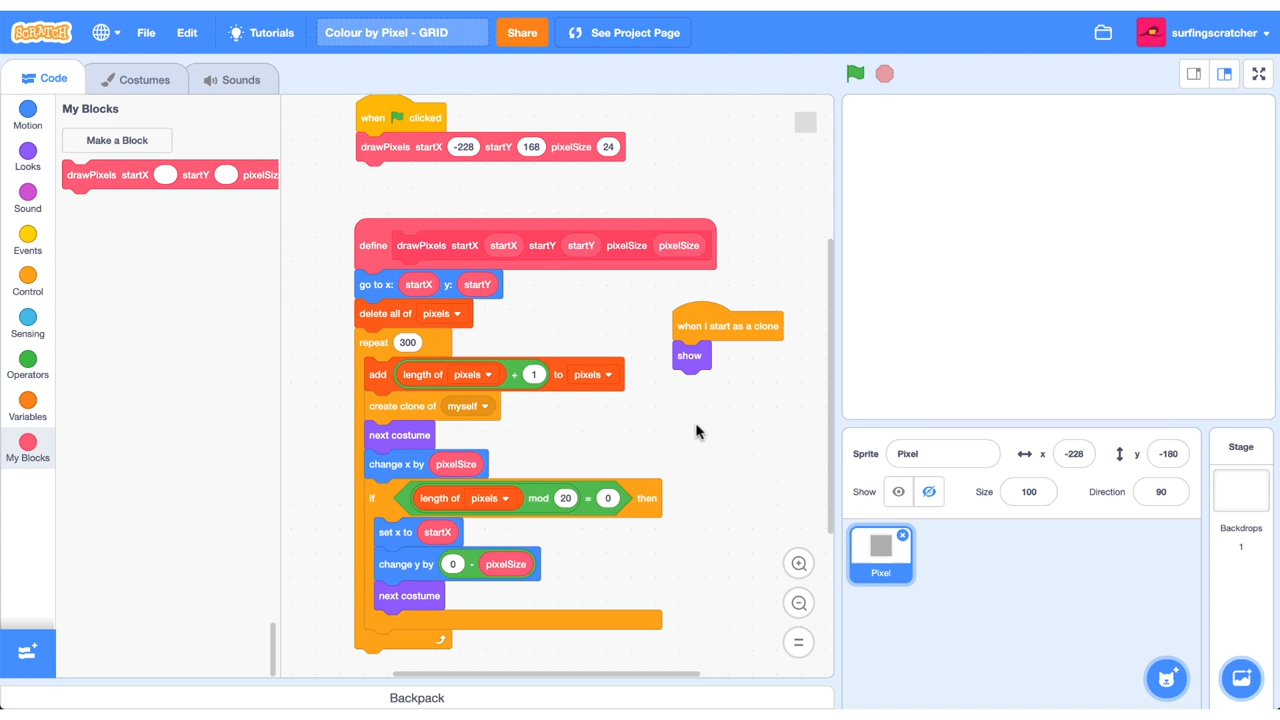 SCRATCH File Edit Tutorials Colour by Pixel - GRID Share See Project Page surfingscratcher
Code Costumes Sounds
Motion
Looks
Sound
Events
Control
Sensing
Operators
Variables
My Blocks
My Blocks
Make a Block
drawPixels startX startY pixelSiz
when clicked
drawPixels startX -228 startY 168 pixelSize 24
define drawPixels startX startX startY startY pixelSize pixelSize
go to x: startX y: startY
delete all of pixels
repeat 300
add length of pixels + 1 to pixels
create clone of myself
next costume
change x by pixelSize
if length of pixels mod 20 = 0 then
set x to startX
change y by 0 - pixelSize
next costume
when I start as a clone
show
Backpack
Sprite Pixel x -228 y -180
Show Size 100 Direction 90
Pixel
Stage
Backdrops
1